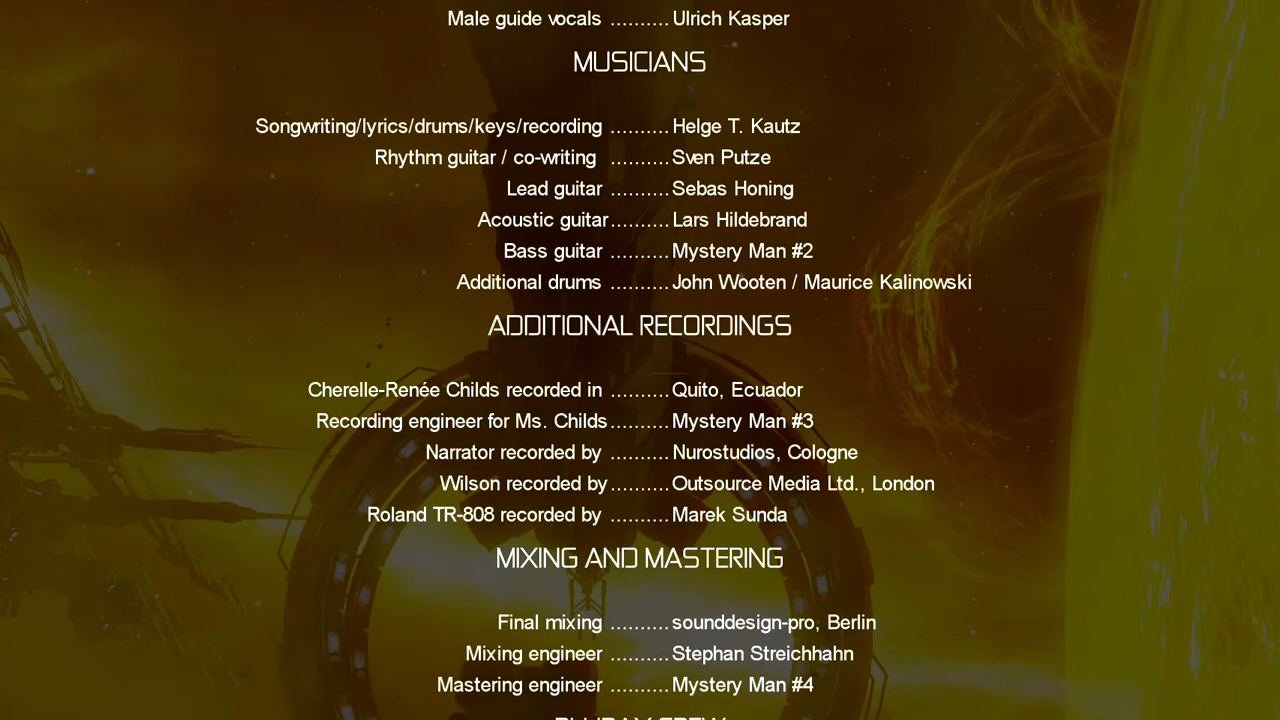 Male guide vocals ..........Ulrich Kasper
MUSICIANS
Songwriting/lyrics/drums/keys/recording ..........Helge T. Kautz
Rhythm guitar / co-writing ..........Sven Putze
Lead guitar ..........Sebas Honing
Acoustic guitar..........Lars Hildebrand
Bass guitar ..........Mystery Man #2
Additional drums ..........John Wooten / Maurice Kalinowski
ADDITIONAL RECORDINGS
Cherelle-Renée Childs recorded in ..........Quito, Ecuador
Recording engineer for Ms. Childs..........Mystery Man #3
Narrator recorded by ..........Nurostudios, Cologne
Wilson recorded by..........Outsource Media Ltd., London
Roland TR-808 recorded by ..........Marek Sunda
MIXING AND MASTERING
Final mixing ..........sounddesign-pro, Berlin
Mixing engineer ..........Stephan Streichhahn
Mastering engineer ..........Mystery Man #4